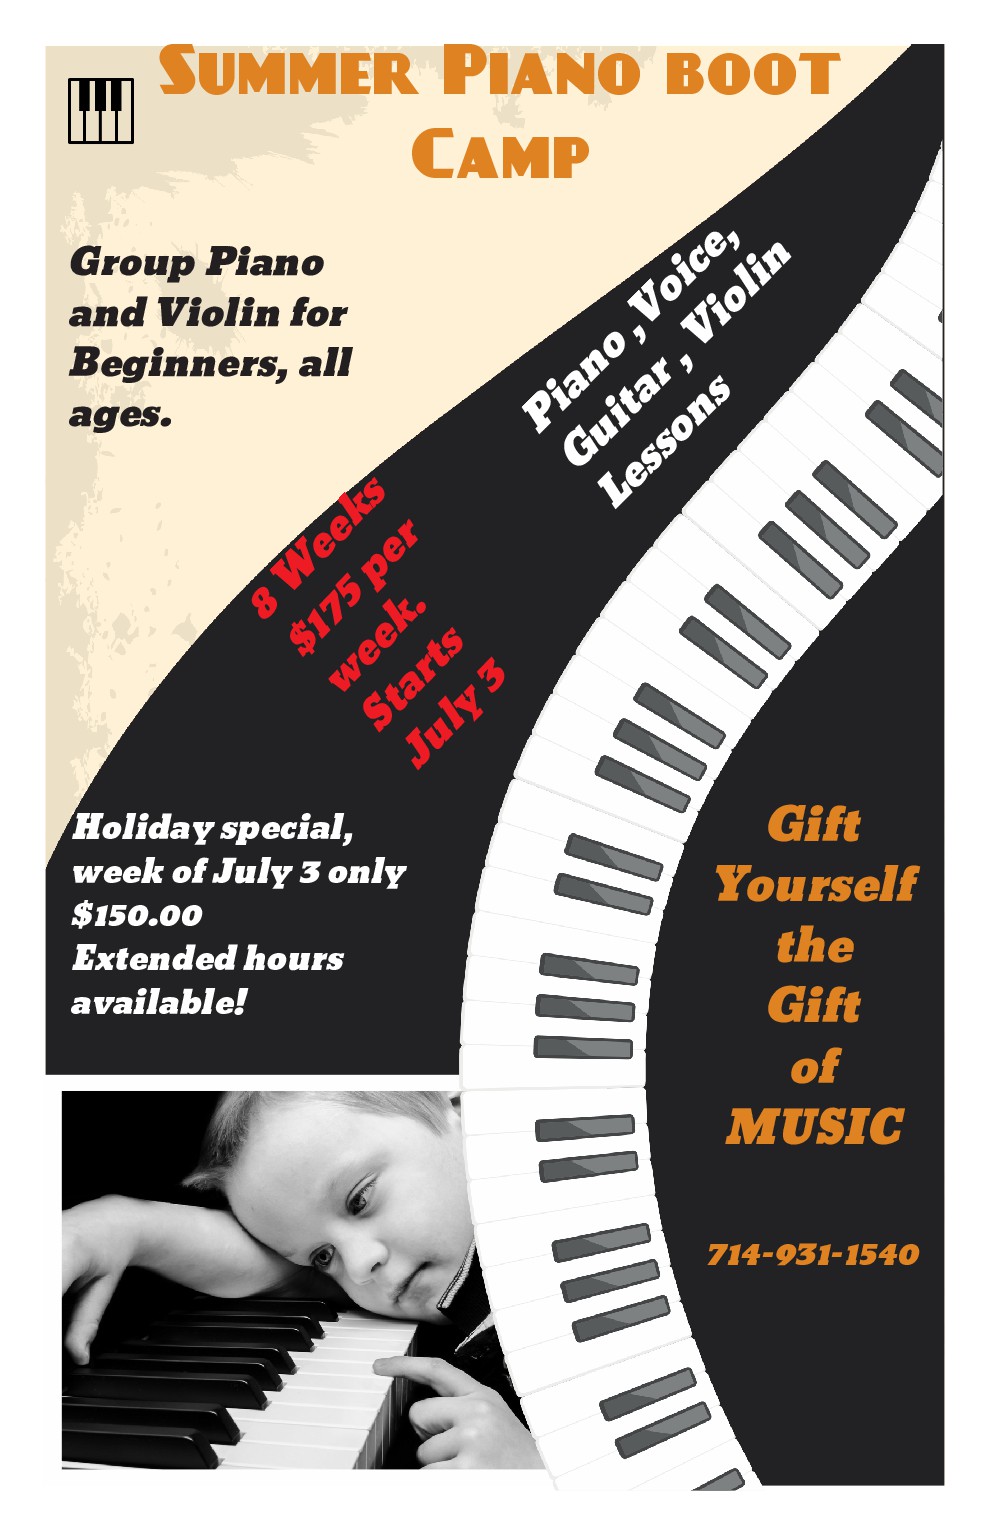 Summer Piano boot
Camp
Group Piano
and Violin for
Beginners, all
ages.
Piano ,Voice,
Guitar , Violin
Lessons
8 Weeks
$175 per
week.
Starts
July 3
Holiday special,
week of July 3 only
$150.00
Extended hours
available!
Gift
Yourself
the
Gift
of
MUSIC
714-931-1540